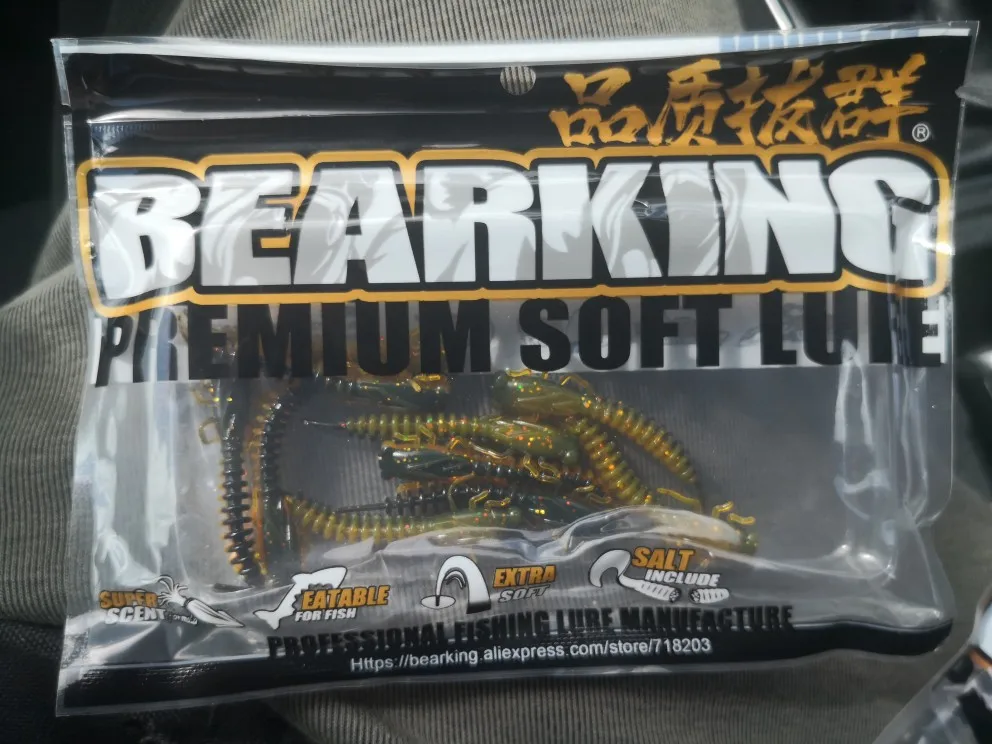 品质抜群®
BEARKING
PREMIUM SOFT LURE
SUPER
SCENT
EATABLE
FOR FISH
EXTRA
SOFT
SALT
INCLUDE
PROFESSIONAL FISHING LURE MANUFACTURE
Https://bearking.aliexpress.com/store/718203